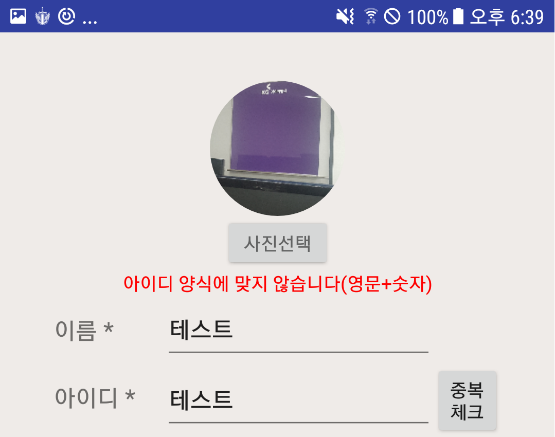 ... 100% 오후 6:39
사진선택
아이디 양식에 맞지 않습니다(영문+숫자)
이름 * 테스트
아이디 * 테스트 중복
체크